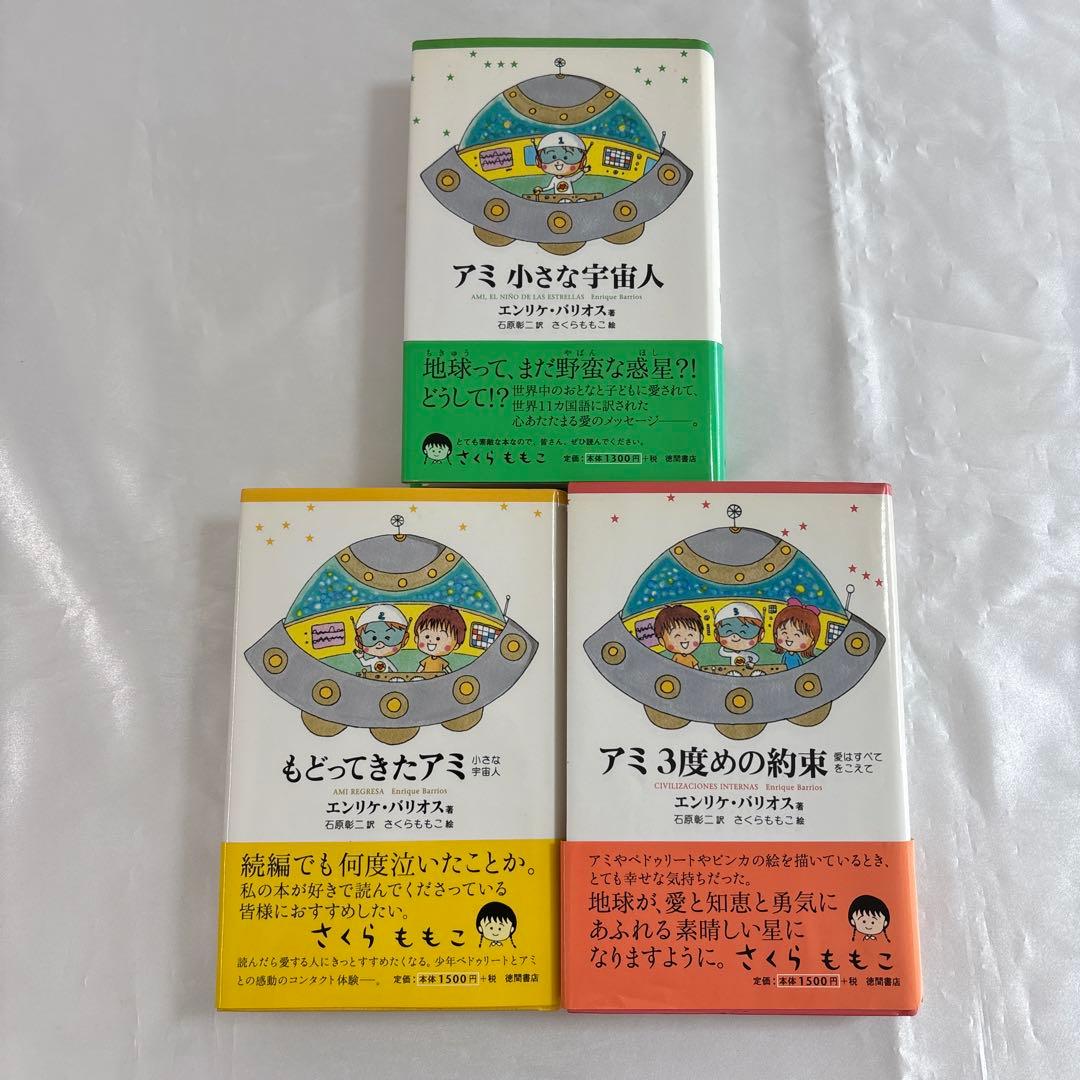 1
アミ 小さな宇宙人
AMI, EL NIÑO DE LAS ESTRELLAS Enrique Barrios
エンリケ・バリオス 著
石原彰二 訳 さくらももこ 絵
ちきゅう やばん ほし
地球って、まだ野蛮な惑星?!
どうして!?
世界中のおとなと子どもに愛されて、
世界11カ国語に訳された
心あたたまる愛のメッセージ――。
とても素敵な本なので、皆さん、ぜひ読んでください。
さくらももこ
定価:本体1300円+税 徳間書店
2
もどってきたアミ 小さな宇宙人
AMI REGRESA Enrique Barrios
エンリケ・バリオス 著
石原彰二 訳 さくらももこ 絵
続編でも何度泣いたことか。
私の本が好きで読んでくださっている
皆様におすすめしたい。
さくらももこ
読んだら愛する人にきっとすすめたくなる。少年ペドゥリートとアミ
との感動のコンタクト体験―。
定価:本体1500円+税 徳間書店
3
アミ 3度めの約束 愛はすべてをこえて
CIVILIZACIONES INTERNAS Enrique Barrios
エンリケ・バリオス 著
石原彰二 訳 さくらももこ 絵
アミやペドゥリートやビンカの絵を描いているとき、
とても幸せな気持ちだった。
地球が、愛と知恵と勇気に
あふれる素晴しい星に
なりますように。
さくらももこ
定価:本体1500円+税 徳間書店